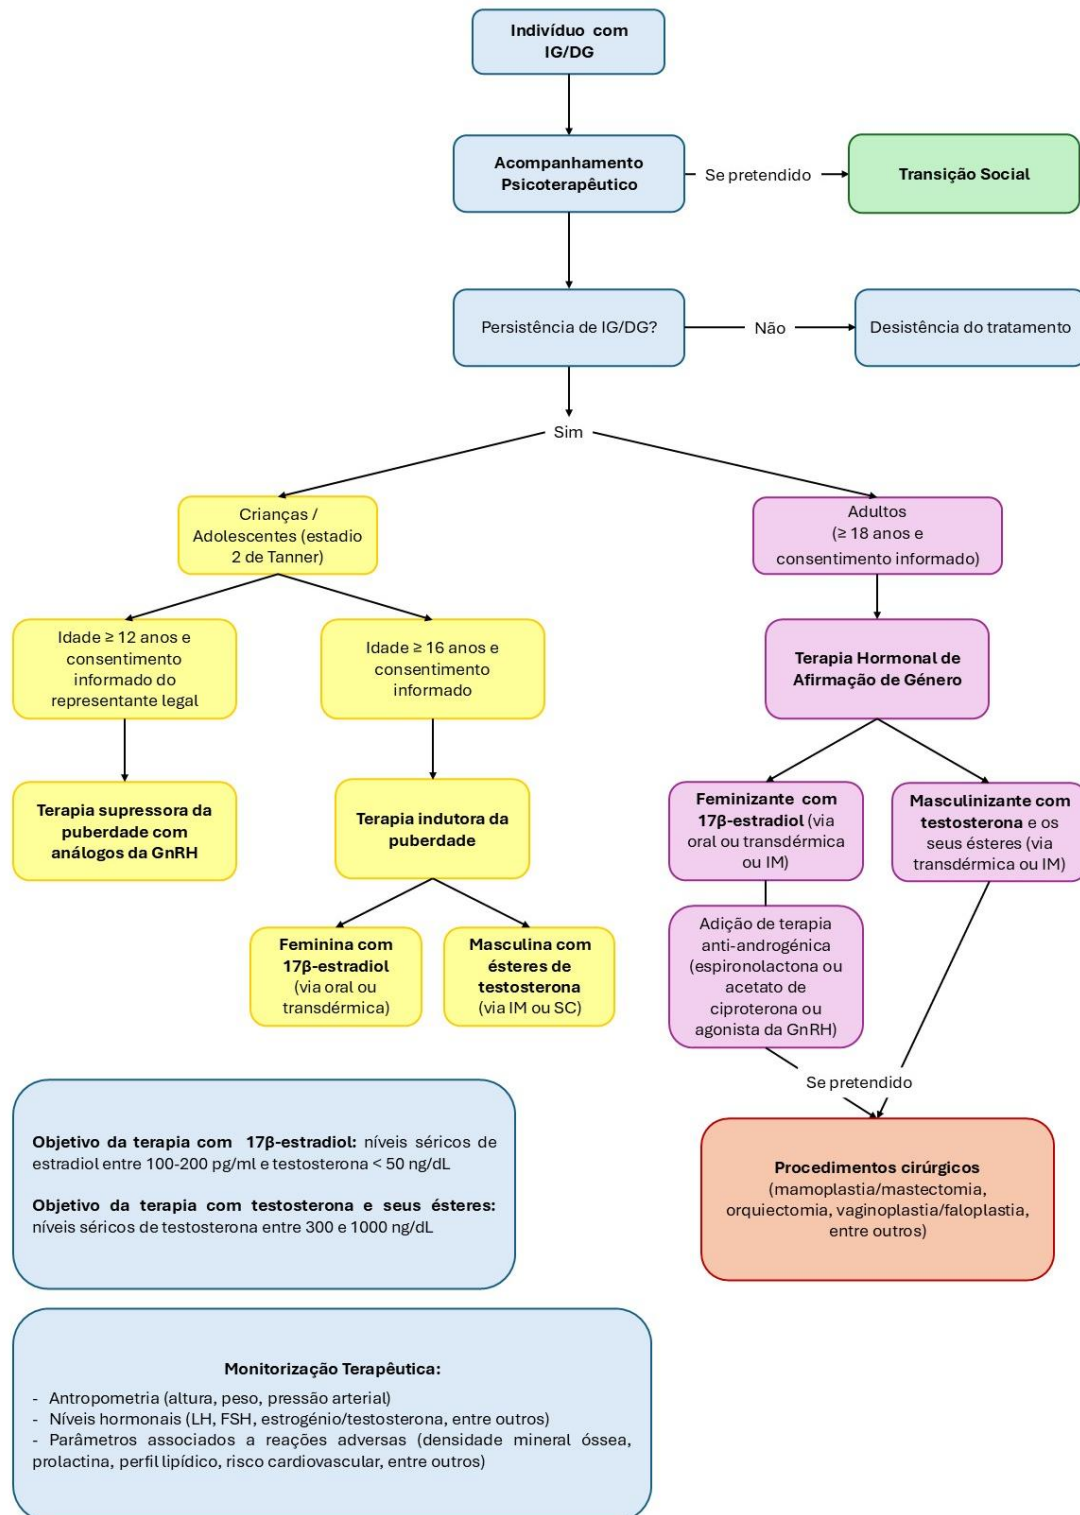 Indivíduo com
IG/DG
Acompanhamento
Psicoterapêutico
Se pretendido
Transição Social
Persistência de IG/DG?
Não
Desistência do tratamento
Sim
Crianças /
Adolescentes (estadio
2 de Tanner)
Adultos
(≥ 18 anos e
consentimento informado)
Idade ≥ 12 anos e
consentimento
informado do
representante legal
Idade ≥ 16 anos e
consentimento
informado
Terapia Hormonal de
Afirmação de Género
Terapia supressora da
puberdade com
análogos da GnRH
Terapia indutora da
puberdade
Feminizante com
17β-estradiol (via
oral ou transdérmica
ou IM)
Masculinizante com
testosterona e os
seus ésteres (via
transdérmica ou IM)
Feminina com
17β-estradiol
(via oral ou
transdérmica)
Masculina com
ésteres de
testosterona
(via IM ou SC)
Adição de terapia
anti-androgénica
(espironolactona ou
acetato de
ciproterona ou
agonista da GnRH)
Se pretendido
Procedimentos cirúrgicos
(mamoplastia/mastectomia,
orquiectomia, vaginoplastia/faloplastia,
entre outros)
Objetivo da terapia com 17β-estradiol: níveis séricos de
estradiol entre 100-200 pg/ml e testosterona < 50 ng/dL
Objetivo da terapia com testosterona e seus ésteres:
níveis séricos de testosterona entre 300 e 1000 ng/dL
Monitorização Terapêutica:
- Antropometria (altura, peso, pressão arterial)
- Níveis hormonais (LH, FSH, estrogénio/testosterona, entre outros)
- Parâmetros associados a reações adversas (densidade mineral óssea,
prolactina, perfil lipídico, risco cardiovascular, entre outros)